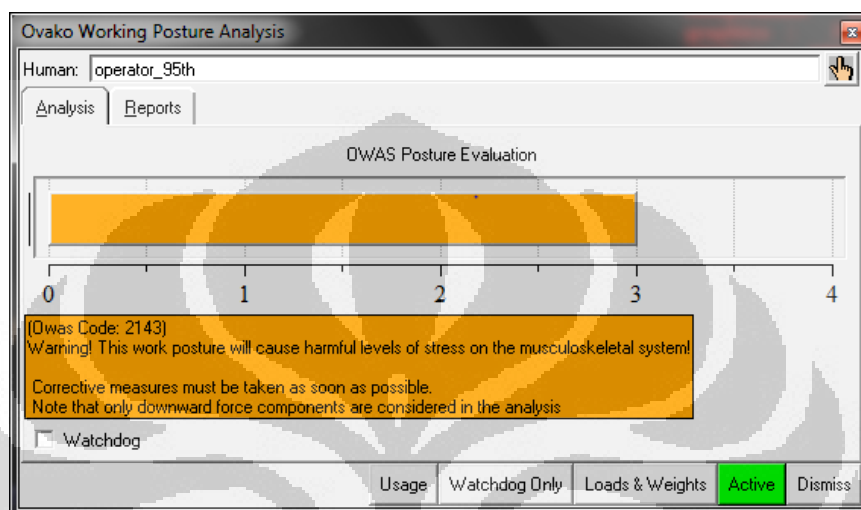 Ovako Working Posture Analysis
Human: operator_95th
Analysis Reports
OWAS Posture Evaluation
0 1 2 3 4
(Owas Code: 2143)
Warning! This work posture will cause harmful levels of stress on the musculoskeletal system!
Corrective measures must be taken as soon as possible.
Note that only downward force components are considered in the analysis
Watchdog
Usage Watchdog Only Loads & Weights Active Dismiss